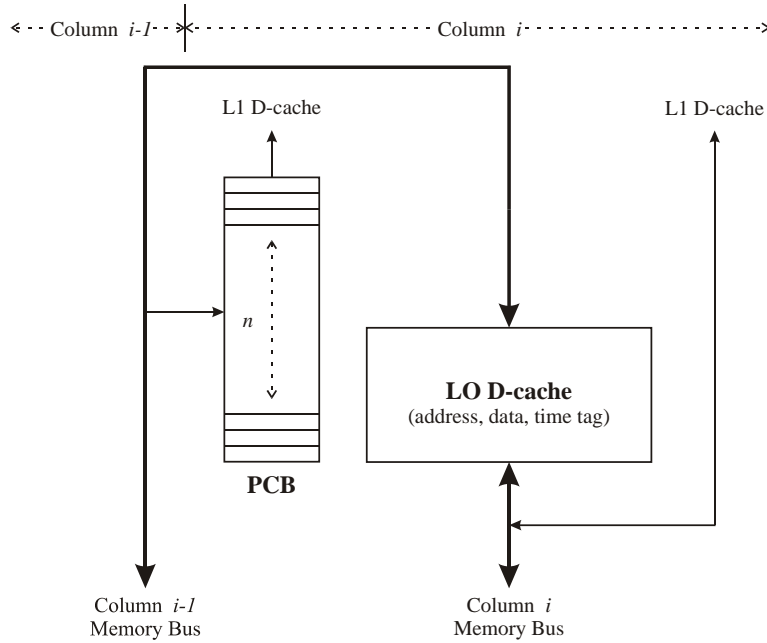 Column i-1
Column i
L1 D-cache
L1 D-cache
n
LO D-cache
(address, data, time tag)
PCB
Column i-1
Memory Bus
Column i
Memory Bus